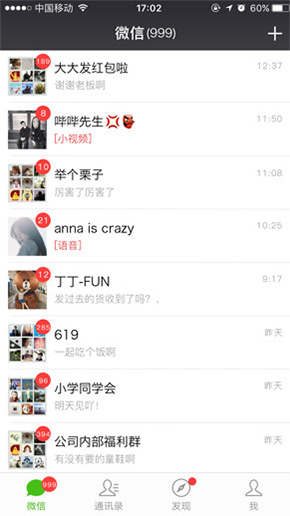 中国移动 17:02 60%
微信(999)
189
大大发红包啦 12:37
谢谢老板啊
8
哔哔先生💢👺 11:50
[小视频]
10
举个栗子 11:08
厉害了厉害了
21
anna is crazy 10:25
[语音]
12
丁丁-FUN 9:17
发过去的货收到了吗？、
285
619 昨天
一起吃个饭啊
96
小学同学会 昨天
明天见吖！
394
公司内部福利群 昨天
有没有要的童鞋啊
999
微信 通讯录 发现 我